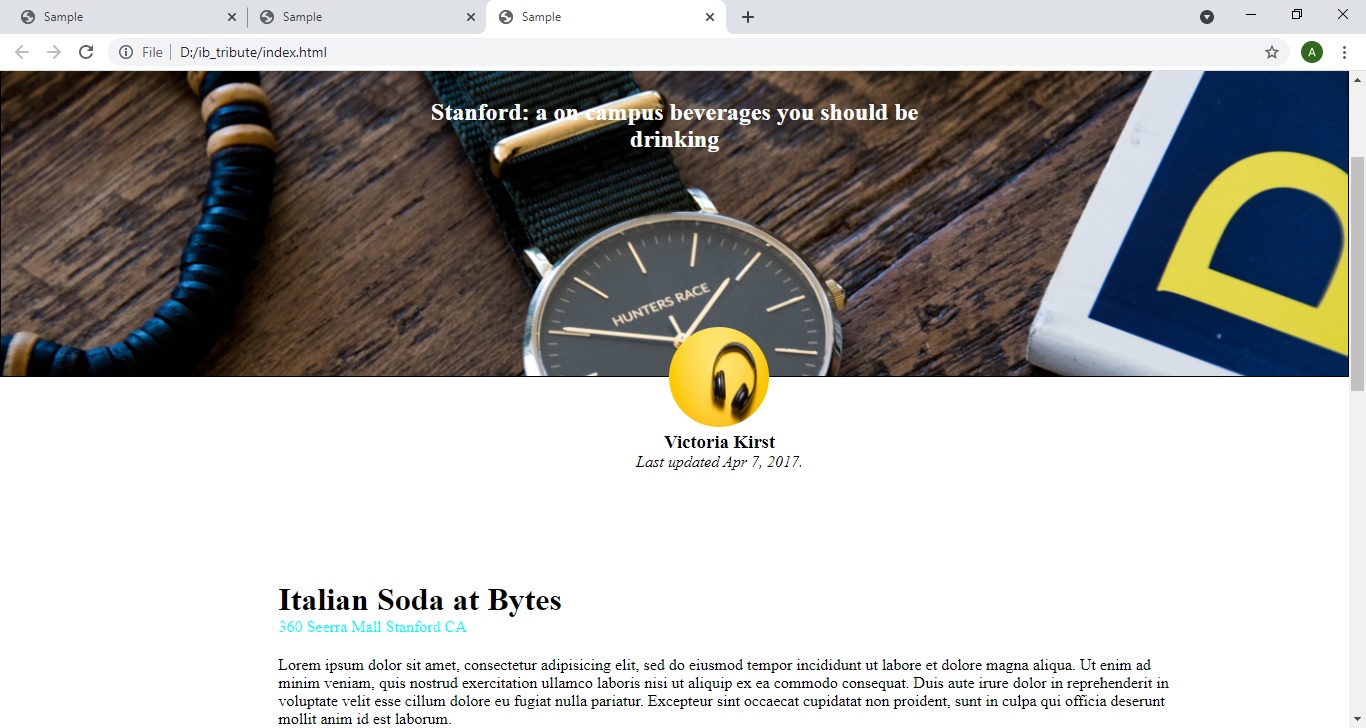 Sample
Sample
Sample
File
D:/ib_tribute/index.html
A
Stanford: a on campus beverages you should be
drinking
HUNTERS RACE
D
Victoria Kirst
Last updated Apr 7, 2017.
Italian Soda at Bytes
360 Seerra Mall Stanford CA
Lorem ipsum dolor sit amet, consectetur adipisicing elit, sed do eiusmod tempor incididunt ut labore et dolore magna aliqua. Ut enim ad
minim veniam, quis nostrud exercitation ullamco laboris nisi ut aliquip ex ea commodo consequat. Duis aute irure dolor in reprehenderit in
voluptate velit esse cillum dolore eu fugiat nulla pariatur. Excepteur sint occaecat cupidatat non proident, sunt in culpa qui officia deserunt
mollit anim id est laborum.